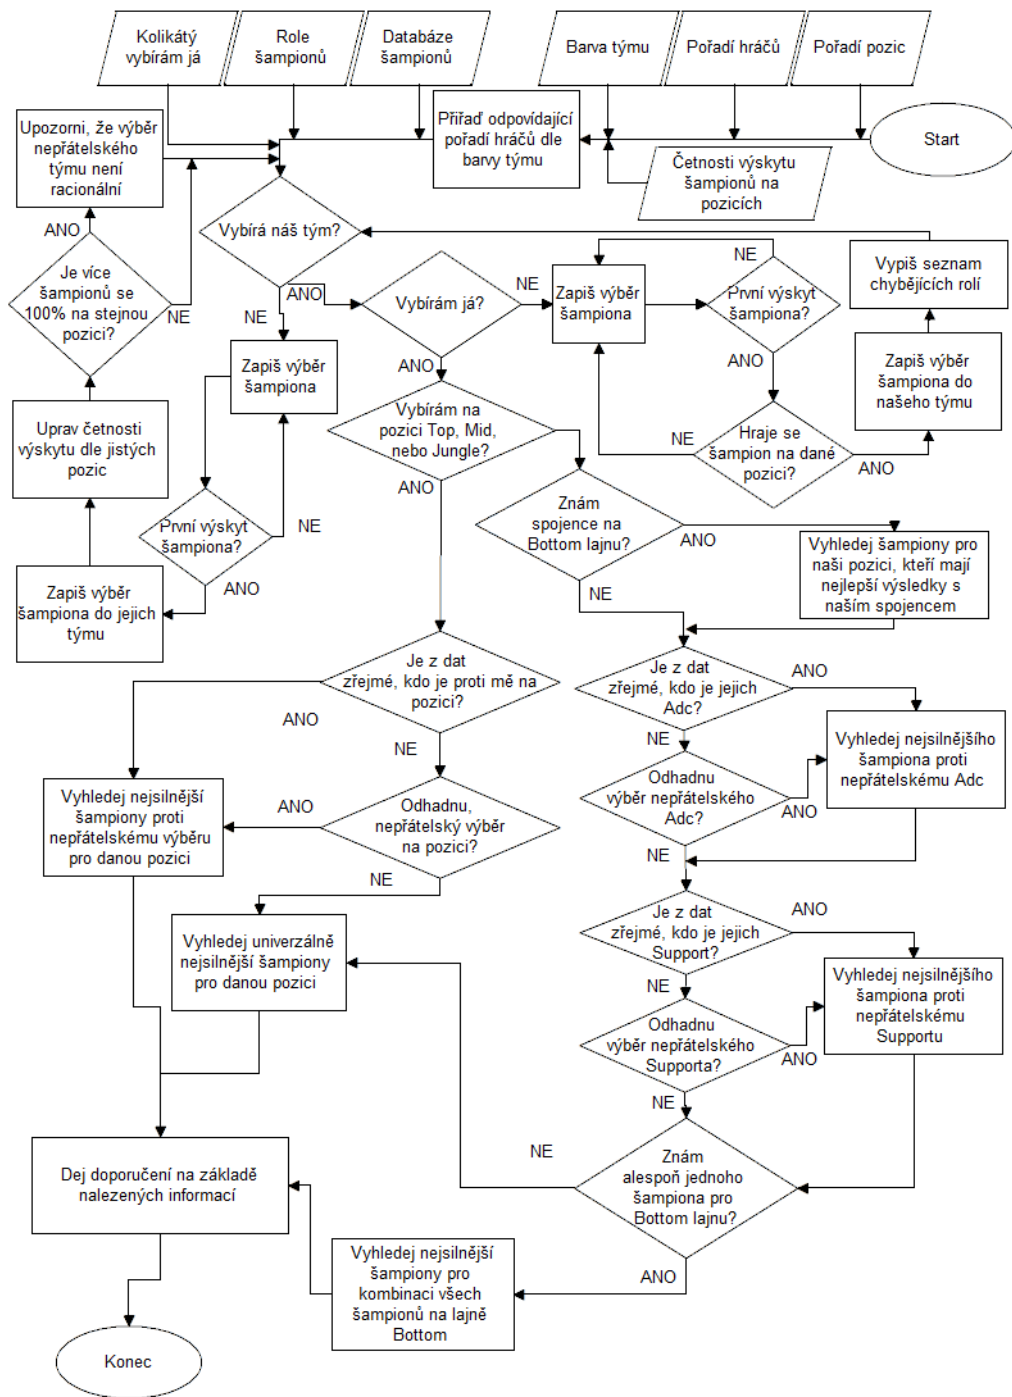 Kolikátý
vybírám já
Role
šampionů
Databáze
šampionů
Barva týmu
Pořadí hráčů
Pořadí pozic
Upozorni, že výběr
nepřátelského
týmu není
racionální
Přiřaď odpovídající
pořadí hráčů dle
barvy týmu
Start
Četnosti výskytu
šampionů na
pozicích
ANO
Vybírá náš tým?
Je více
šampionů se
100% na stejnou
pozici?
NE
ANO
NE
Vybírám já?
NE
Zapiš výběr
šampiona
NE
První výskyt
šampiona?
Vypiš seznam
chybějících rolí
Zapiš výběr
šampiona
ANO
ANO
Zapiš výběr
šampiona do
našeho týmu
Uprav četnosti
výskytu dle jistých
pozic
Vybírám na
pozici Top, Mid,
nebo Jungle?
NE
Hraje se
šampion na dané
pozici?
ANO
ANO
První výskyt
šampiona?
NE
ANO
Znám
spojence na
Bottom lajnu?
ANO
NE
Vyhledej šampiony pro
naši pozici, kteří mají
nejlepší výsledky s
naším spojencem
Zapiš výběr
šampiona do jejich
týmu
Je z dat
zřejmé, kdo je proti mě na
pozici?
ANO
NE
Je z dat
zřejmé, kdo je jejich
Adc?
ANO
NE
Vyhledej nejsilnějšího
šampiona proti
nepřátelskému Adc
Vyhledej nejsilnější
šampiony proti
nepřátelskému výběru
pro danou pozici
ANO
Odhadnu,
nepřátelský výběr
na pozici?
NE
Odhadnu
výběr nepřátelského
Adc?
ANO
NE
Vyhledej univerzálně
nejsilnější šampiony
pro danou pozici
Je z dat
zřejmé, kdo je jejich
Support?
ANO
NE
Vyhledej nejsilnějšího
šampiona proti
nepřátelskému
Supportu
Odhadnu
výběr nepřátelského
Supporta?
ANO
NE
Dej doporučení na základě
nalezených informací
NE
Znám
alespoň jednoho
šampiona pro
Bottom lajnu?
ANO
Vyhledej nejsilnější
šampiony pro
kombinaci všech
šampionů na lajně
Bottom
Konec